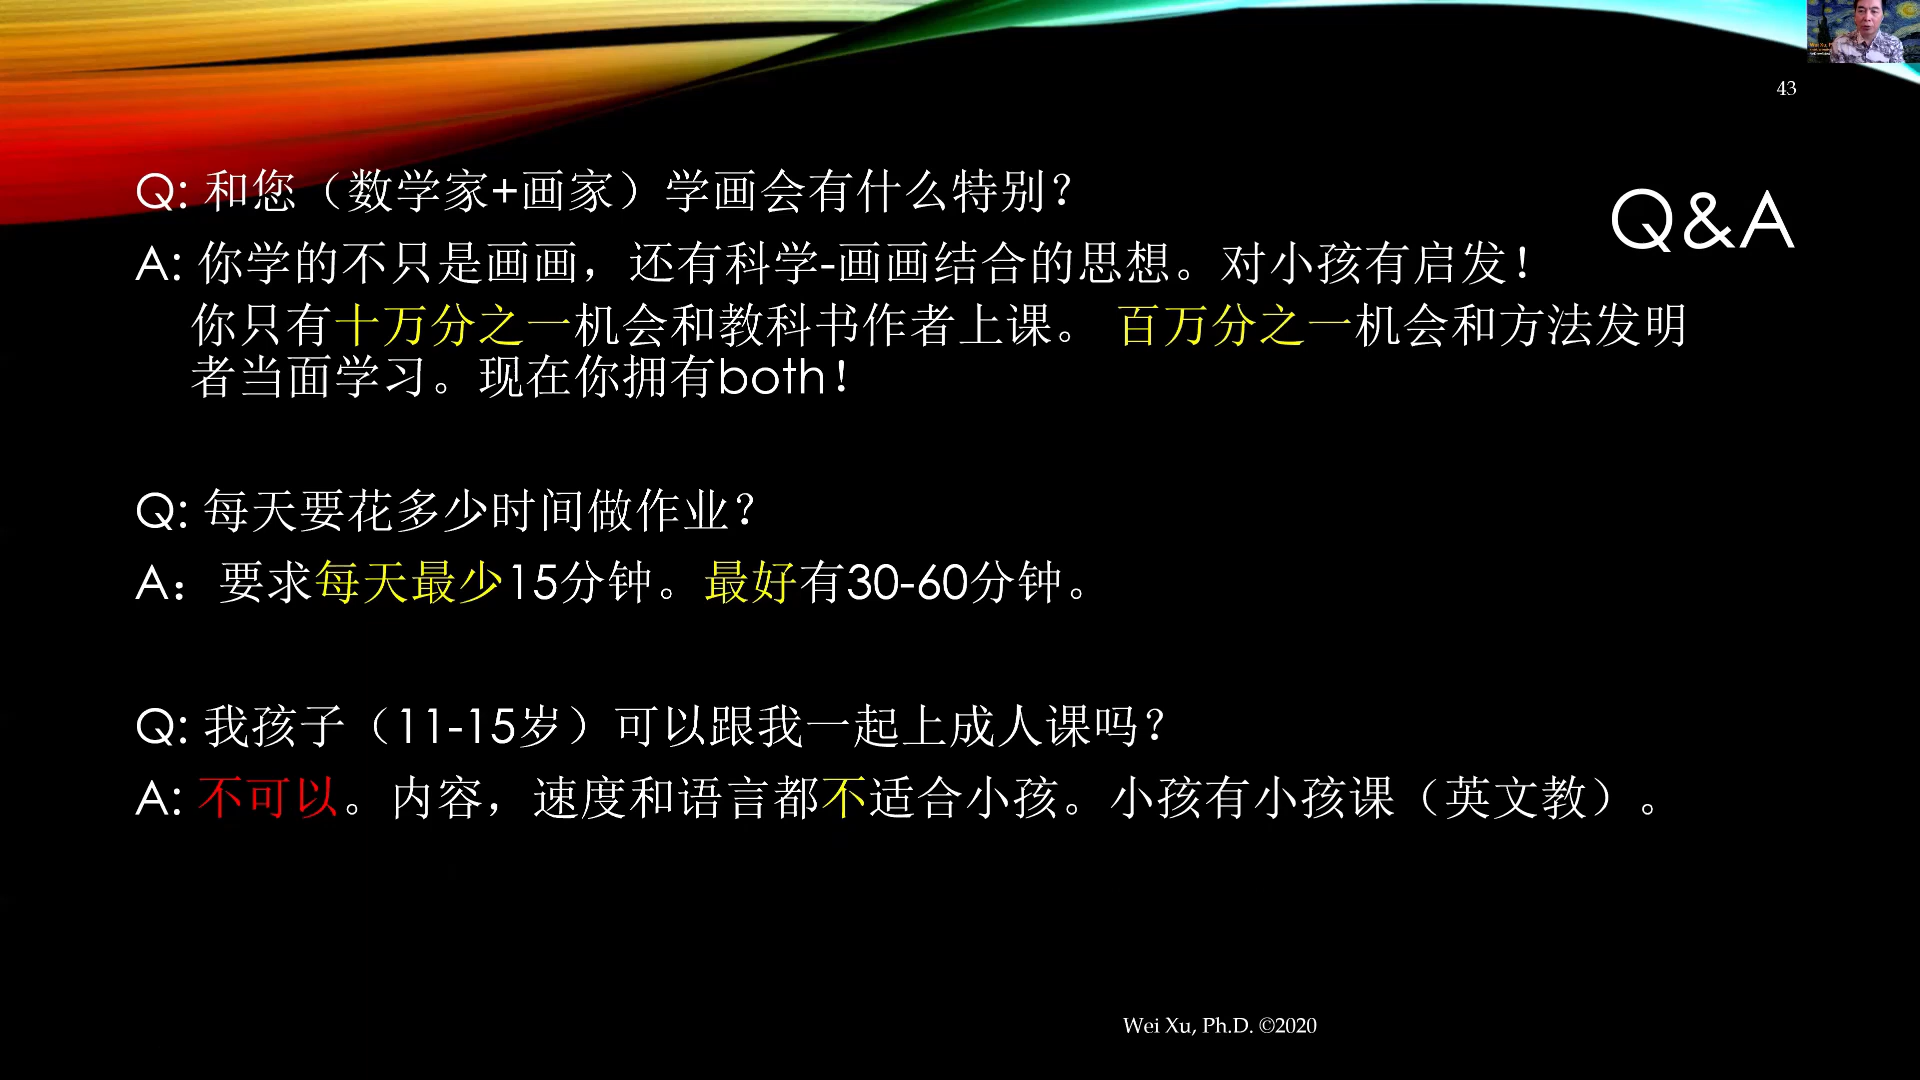 43
Q&A
Q: 和您（数学家+画家）学画会有什么特别？
A: 你学的不只是画画，还有科学-画画结合的思想。对小孩有启发！
你只有十万分之一机会和教科书作者上课。 百万分之一机会和方法发明
者当面学习。现在你拥有both！
Q: 每天要花多少时间做作业？
A：要求每天最少15分钟。最好有30-60分钟。
Q: 我孩子（11-15岁）可以跟我一起上成人课吗？
A: 不可以。内容，速度和语言都不适合小孩。小孩有小孩课（英文教）。
Wei Xu, Ph.D. ©2020